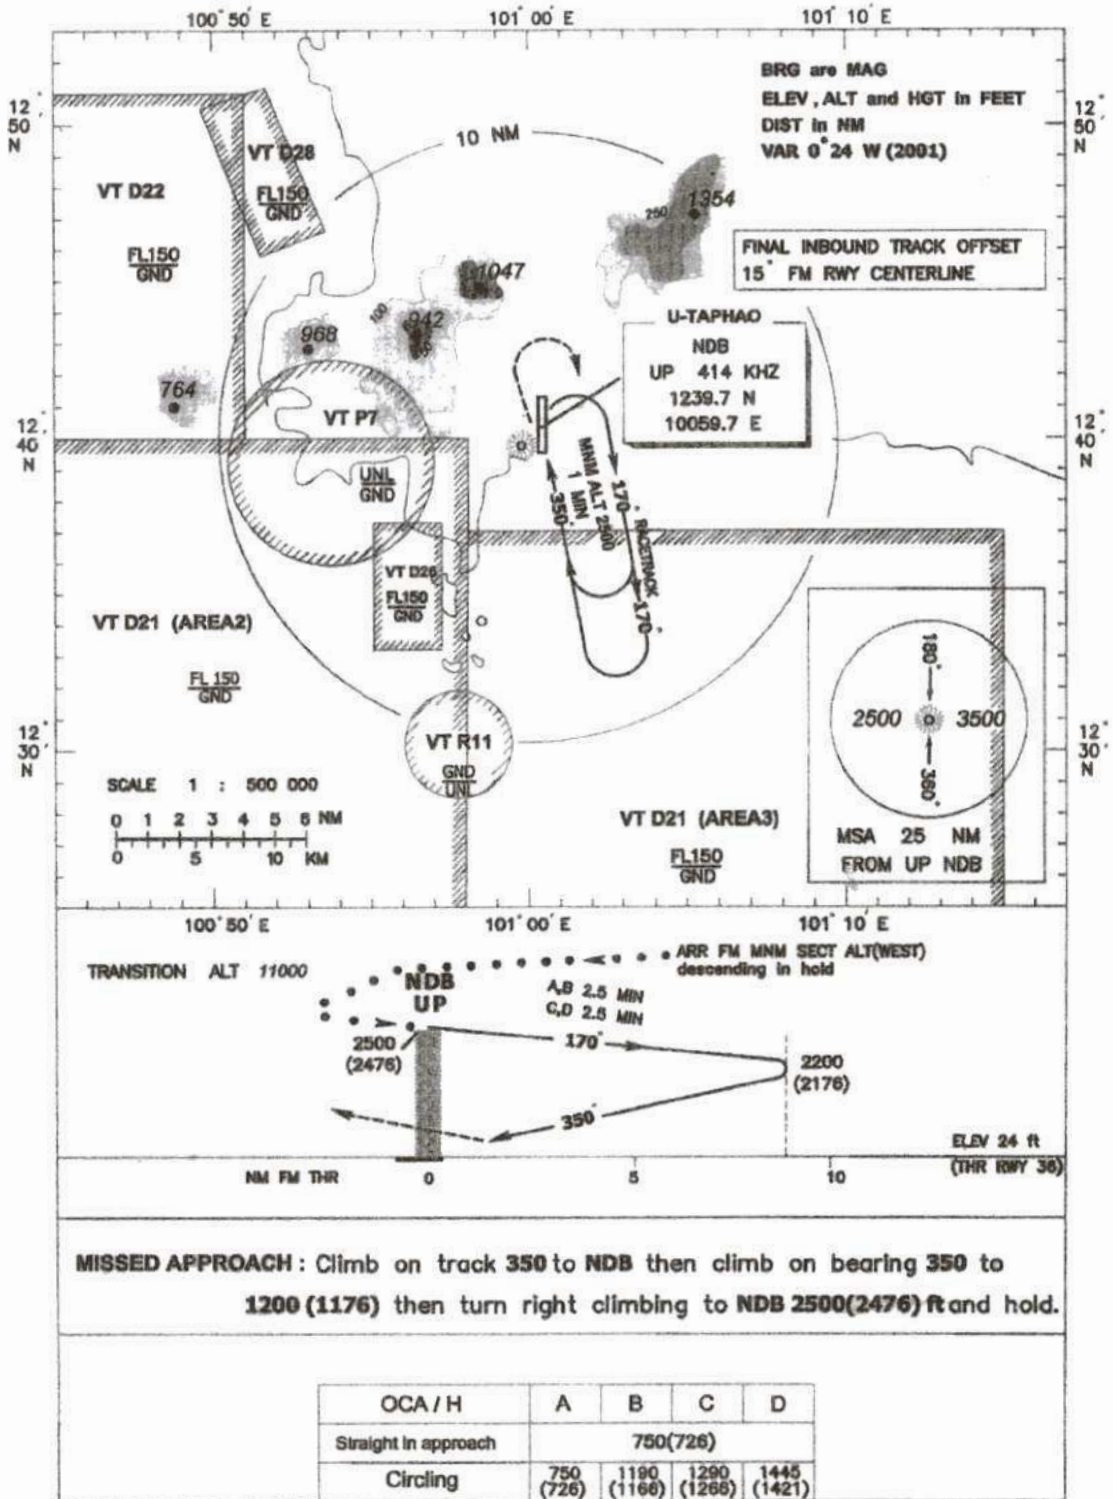 100°50' E 101°00' E 101°10' E
BRG are MAG
ELEV, ALT and HGT in FEET
DIST in NM
VAR 0°24 W (2001)
12°
50'
N
12°
50'
N
10 NM
VT D28
FL150
GND
VT D22
FL150
GND
250
1354
FINAL INBOUND TRACK OFFSET
15° FM RWY CENTERLINE
1047
100
942
968
764
U-TAPHAO
NDB
UP 414 KHZ
1239.7 N
10059.7 E
VT P7
UNL
GND
12°
40'
N
12°
40'
N
MNM ALT 2500
1 MIN
350°
170°
RACETRACK
170°
VT D26
FL150
GND
VT D21 (AREA2)
FL 150
GND
VT R11
GND
UNL
180°
2500 3500
360°
MSA 25 NM
FROM UP NDB
12°
30'
N
12°
30'
N
SCALE 1 : 500 000
0 1 2 3 4 5 6 NM
0 5 10 KM
VT D21 (AREA3)
FL150
GND
100°50' E 101°00' E 101°10' E
TRANSITION ALT 11000
ARR FM MNM SECT ALT(WEST)
descending in hold
NDB
UP
A,B 2.5 MIN
C,D 2.5 MIN
2500
(2476)
170°
2200
(2176)
350°
ELEV 24 ft
(THR RWY 36)
NM FM THR 0 5 10
MISSED APPROACH : Climb on track 350 to NDB then climb on bearing 350 to
1200 (1176) then turn right climbing to NDB 2500(2476) ft and hold.
OCA / H A B C D
Straight in approach 750(726)
Circling 750 (726) 1190 (1166) 1290 (1266) 1445 (1421)